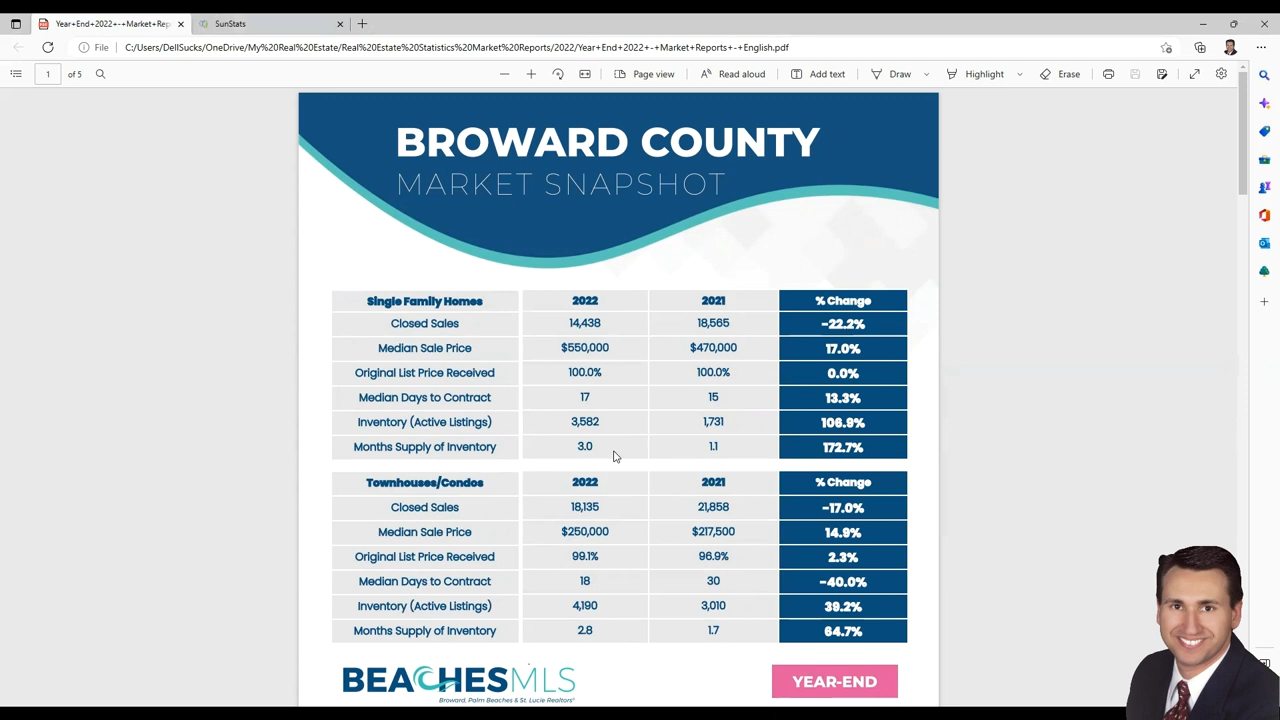 Year+End+2022+-+Market+Rep
SunStats
File
C:/Users/DellSucks/OneDrive/My%20Real%20Estate/Real%20Estate%20Statistics%20Market%20Reports/2022/Year+End+2022+-+Market+Reports+-+English.pdf
1 of 5
Page view
Read aloud
Add text
Draw
Highlight
Erase
BROWARD COUNTY
MARKET SNAPSHOT
Single Family Homes 2022 2021 % Change
Closed Sales 14,438 18,565 -22.2%
Median Sale Price $550,000 $470,000 17.0%
Original List Price Received 100.0% 100.0% 0.0%
Median Days to Contract 17 15 13.3%
Inventory (Active Listings) 3,582 1,731 106.9%
Months Supply of Inventory 3.0 1.1 172.7%
Townhouses/Condos 2022 2021 % Change
Closed Sales 18,135 21,858 -17.0%
Median Sale Price $250,000 $217,500 14.9%
Original List Price Received 99.1% 96.9% 2.3%
Median Days to Contract 18 30 -40.0%
Inventory (Active Listings) 4,190 3,010 39.2%
Months Supply of Inventory 2.8 1.7 64.7%
BEACHESMLS
Broward, Palm Beaches & St. Lucie Realtors®
YEAR-END